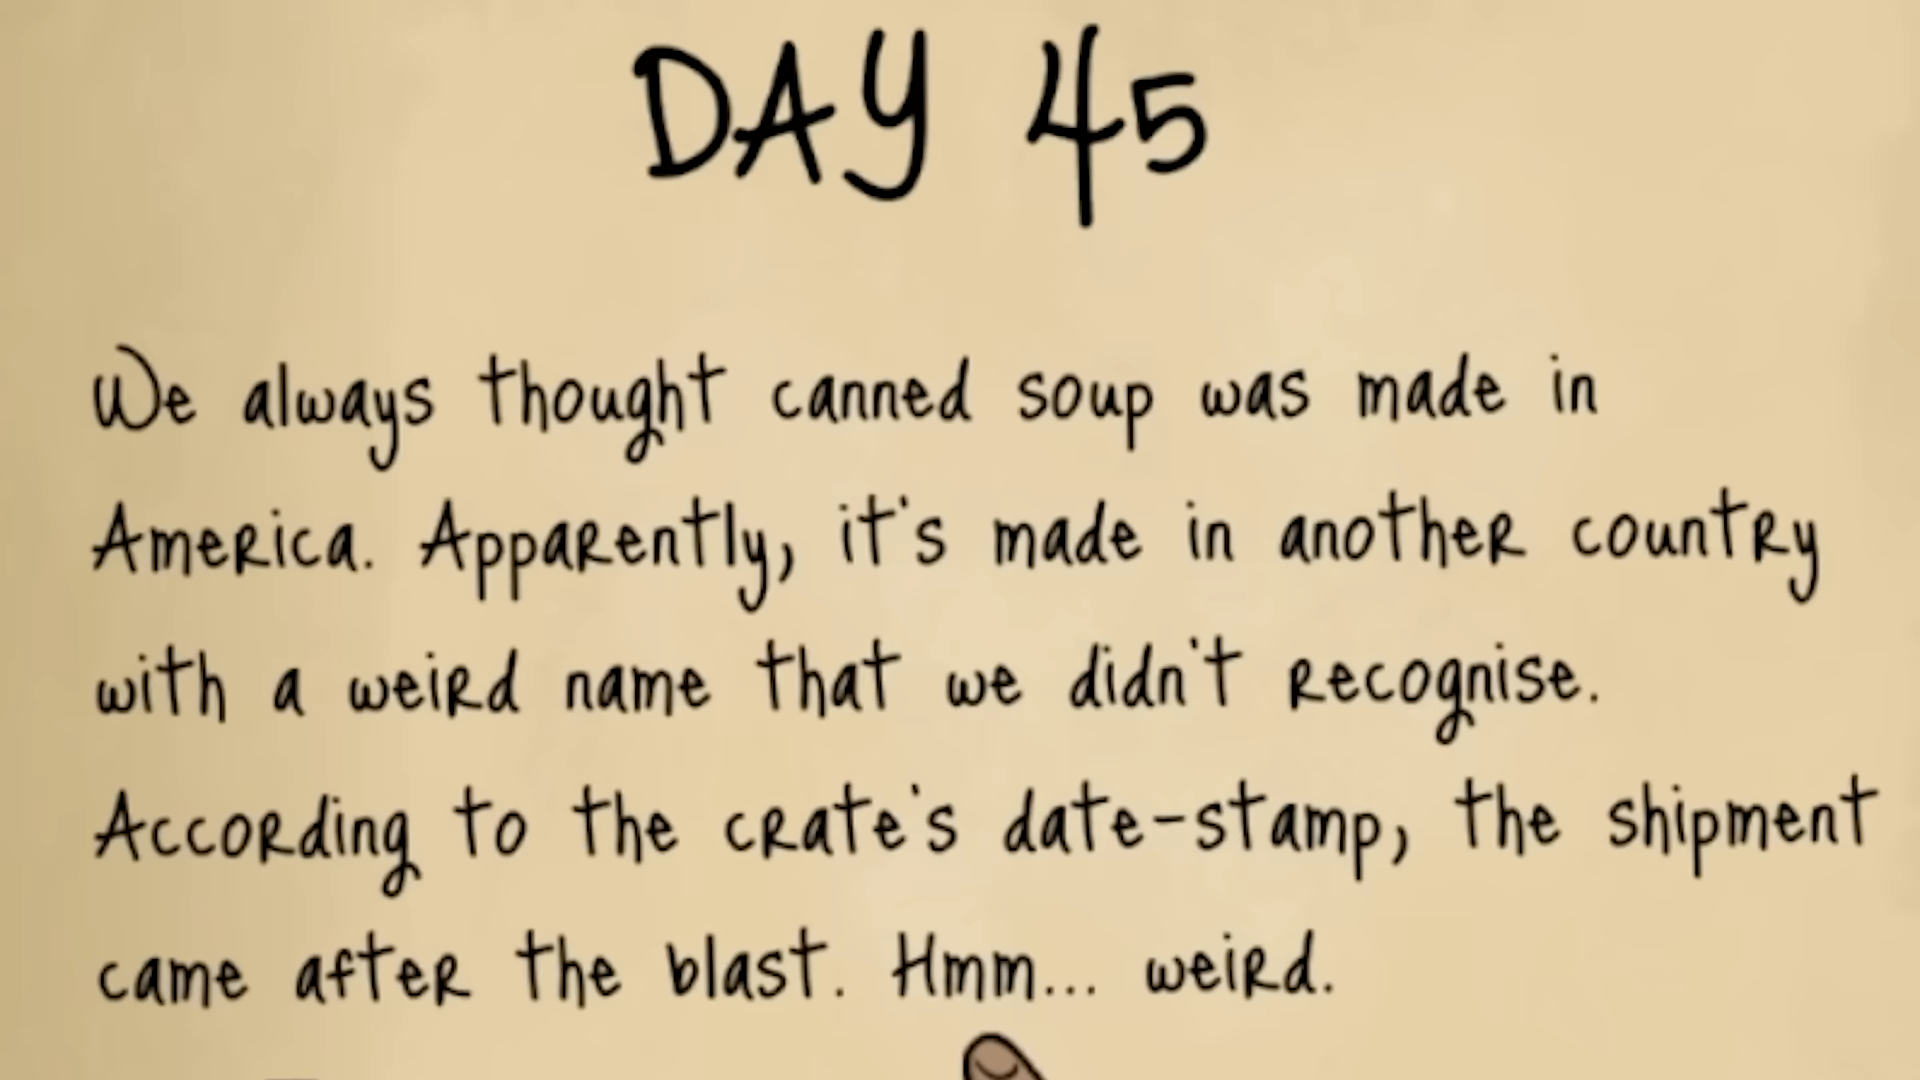 DAY 45
We always thought canned soup was made in
America. Apparently, it's made in another country
with a weird name that we didn't recognise.
According to the crate's date-stamp, the shipment
came after the blast. Hmm... weird.